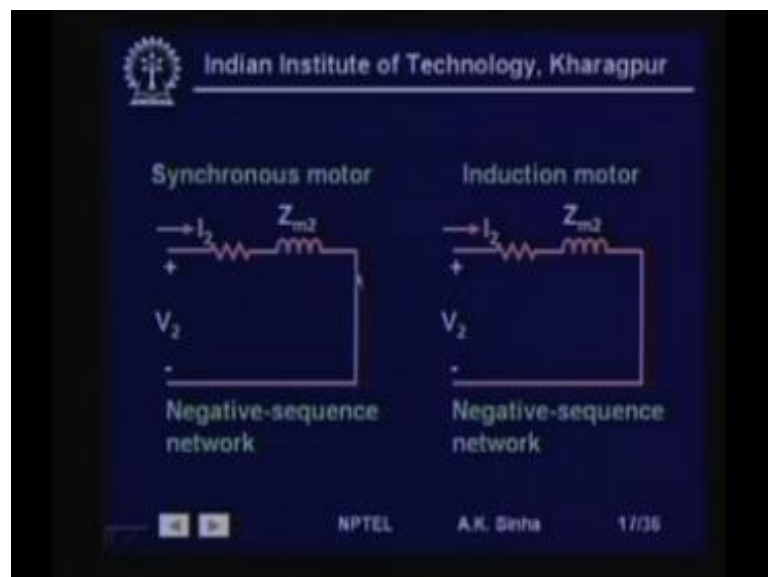 Indian Institute of Technology, Kharagpur
Synchronous motor
Induction motor
I2
Zm2
+
V2
-
Negative-sequence
network
I2
Zm2
+
V2
-
Negative-sequence
network
NPTEL
A.K. Sinha
17/36